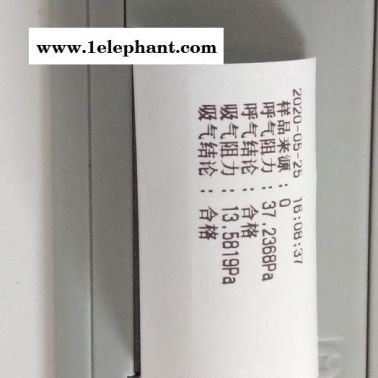 www.1elephant.com
2020-05-25 16:08:37
样品来源：0
呼气阻力：37.2368Pa
呼气结论：合格
吸气阻力：13.5819Pa
吸气结论：合格